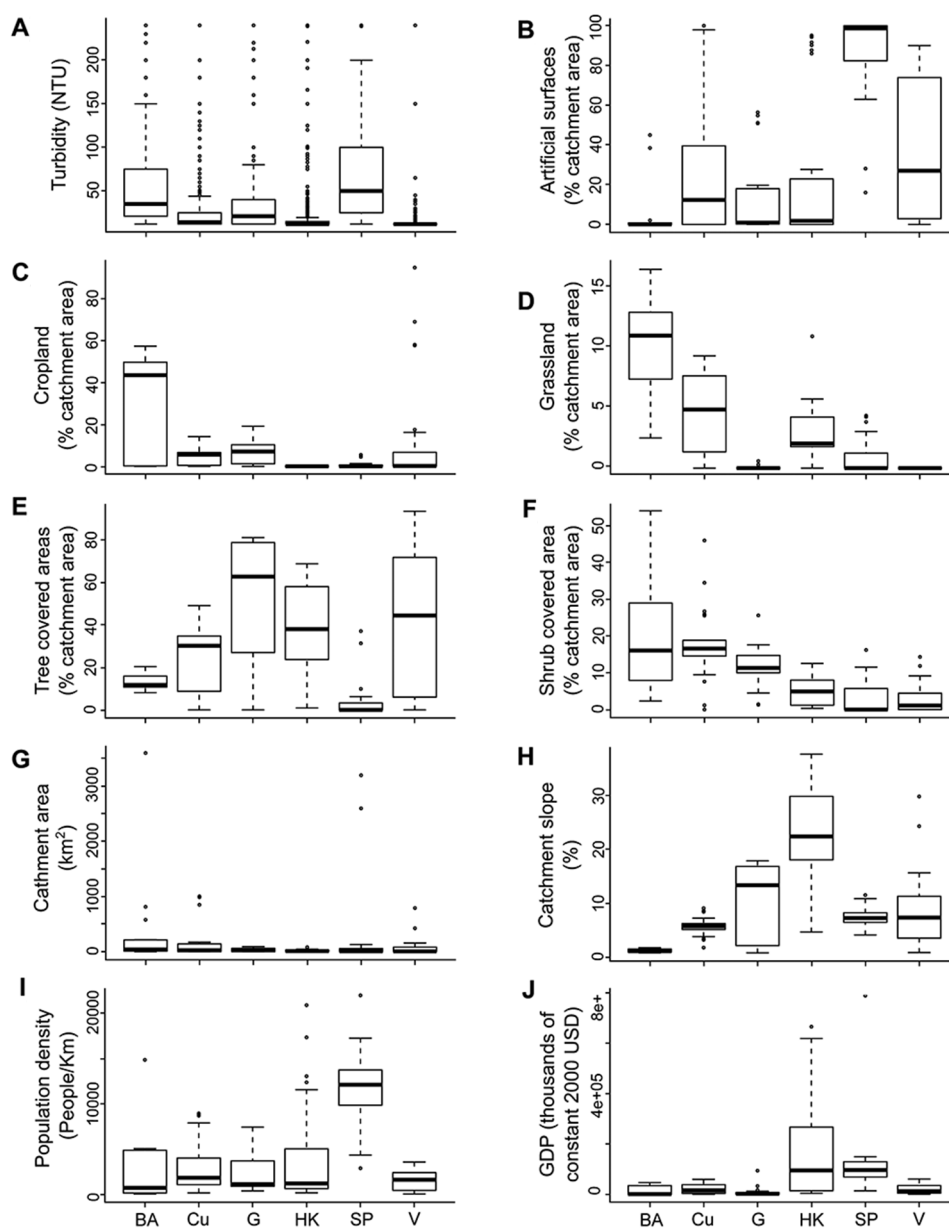 A
Turbidity (NTU)
50
100
150
200
B
Artificial surfaces
(% catchment area)
0
20
40
60
80
100
C
Cropland
(% catchment area)
0
20
40
60
80
D
Grassland
(% catchment area)
0
5
10
15
E
Tree covered areas
(% catchment area)
0
20
40
60
80
F
Shrub covered area
(% catchment area)
0
10
20
30
40
50
G
Cathment area
(km²)
0
1000
2000
3000
H
Catchment slope
(%)
0
10
20
30
I
Population density
(People/Km)
0
10000
20000
BA Cu G HK SP V
J
GDP (thousands of
constant 2000 USD)
0
4e+05
8e+
BA Cu G HK SP V